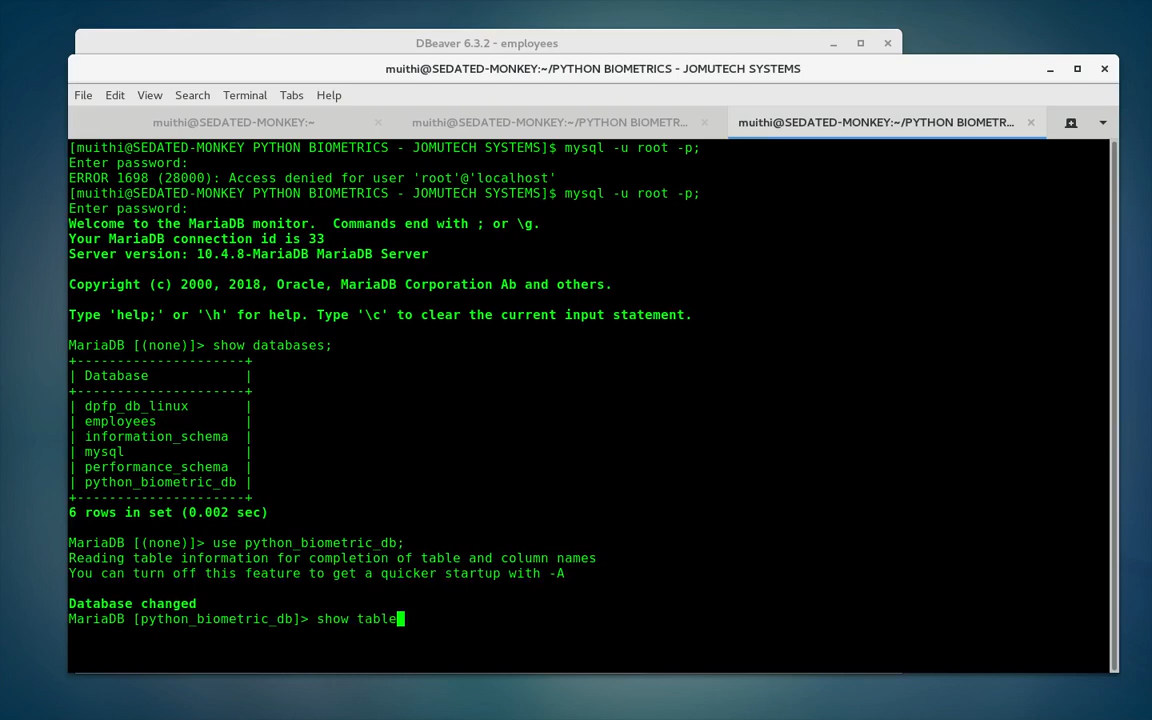 DBeaver 6.3.2 - employees
muithi@SEDATED-MONKEY:~/PYTHON BIOMETRICS - JOMUTECH SYSTEMS
File Edit View Search Terminal Tabs Help
muithi@SEDATED-MONKEY:~ muithi@SEDATED-MONKEY:~/PYTHON BIOMETR... muithi@SEDATED-MONKEY:~/PYTHON BIOMETR...
[muithi@SEDATED-MONKEY PYTHON BIOMETRICS - JOMUTECH SYSTEMS]$ mysql -u root -p;
Enter password:
ERROR 1698 (28000): Access denied for user 'root'@'localhost'
[muithi@SEDATED-MONKEY PYTHON BIOMETRICS - JOMUTECH SYSTEMS]$ mysql -u root -p;
Enter password:
Welcome to the MariaDB monitor.  Commands end with ; or \g.
Your MariaDB connection id is 33
Server version: 10.4.8-MariaDB MariaDB Server
Copyright (c) 2000, 2018, Oracle, MariaDB Corporation Ab and others.
Type 'help;' or '\h' for help. Type '\c' to clear the current input statement.
MariaDB [(none)]> show databases;
+--------------------+
| Database           |
+--------------------+
| dpfp_db_linux      |
| employees          |
| information_schema |
| mysql              |
| performance_schema |
| python_biometric_db |
+--------------------+
6 rows in set (0.002 sec)
MariaDB [(none)]> use python_biometric_db;
Reading table information for completion of table and column names
You can turn off this feature to get a quicker startup with -A
Database changed
MariaDB [python_biometric_db]> show table